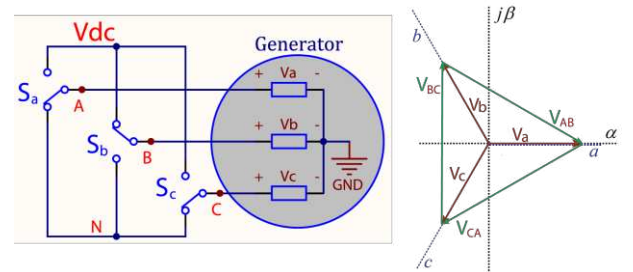 Vdc
Generator
Sa
A
+ Va -
Sb
B
+ Vb -
GND
Sc
C
+ Vc -
N
jβ
b
VBC
Vb
VAB
Va
α
a
Vc
VCA
c